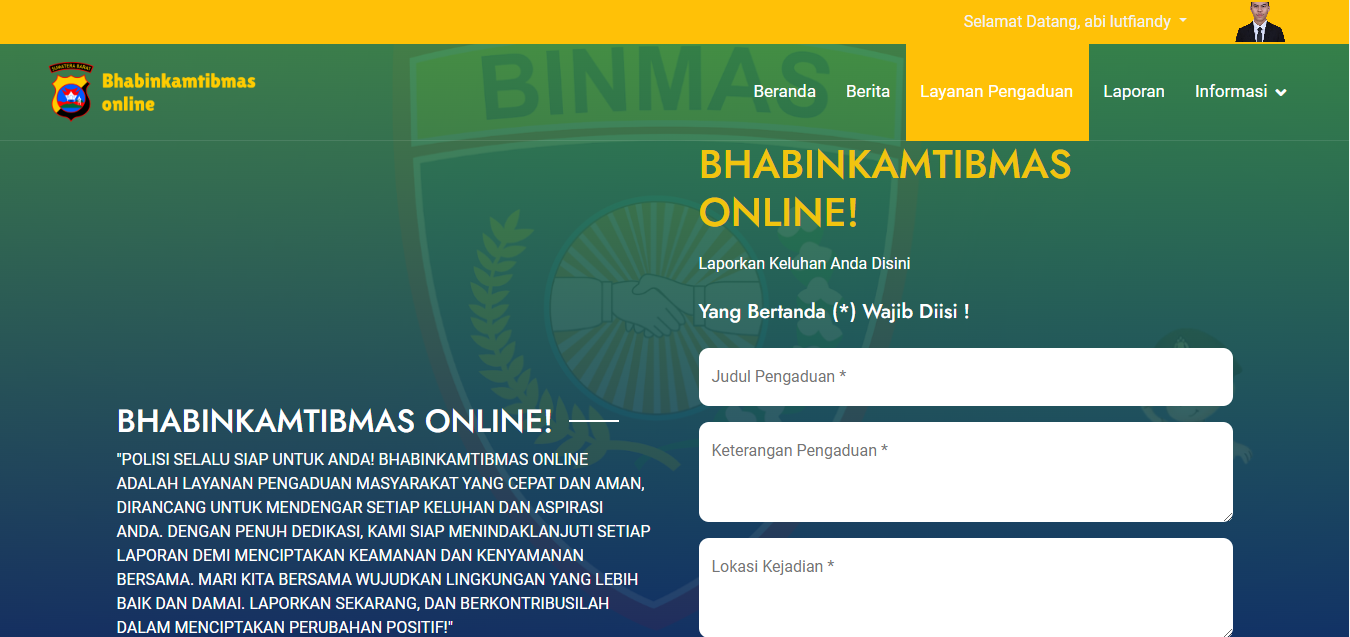 Selamat Datang, abi lutfiandy
SUMATERA BARAT
Bhabinkamtibmas
online
Beranda
Berita
Layanan Pengaduan
Laporan
Informasi
BINMAS
BHABINKAMTIBMAS
ONLINE!
Laporkan Keluhan Anda Disini
Yang Bertanda (*) Wajib Diisi !
Judul Pengaduan *
Keterangan Pengaduan *
Lokasi Kejadian *
BHABINKAMTIBMAS ONLINE!
"POLISI SELALU SIAP UNTUK ANDA! BHABINKAMTIBMAS ONLINE
ADALAH LAYANAN PENGADUAN MASYARAKAT YANG CEPAT DAN AMAN,
DIRANCANG UNTUK MENDENGAR SETIAP KELUHAN DAN ASPIRASI
ANDA. DENGAN PENUH DEDIKASI, KAMI SIAP MENINDAKLANJUTI SETIAP
LAPORAN DEMI MENCIPTAKAN KEAMANAN DAN KENYAMANAN
BERSAMA. MARI KITA BERSAMA WUJUDKAN LINGKUNGAN YANG LEBIH
BAIK DAN DAMAI. LAPORKAN SEKARANG, DAN BERKONTRIBUSILAH
DALAM MENCIPTAKAN PERUBAHAN POSITIF!"